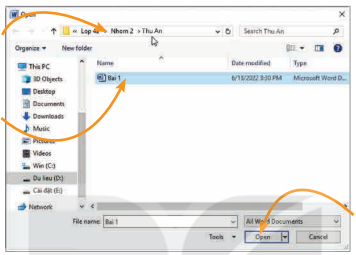 Open
« Lop 4a › Nhom 2 › Thu An
Search Thu An
Organize
New folder
Name
Date modified
Type
This PC
3D Objects
Desktop
Documents
Downloads
Music
Pictures
Videos
Win (C:)
Du lieu (D:)
Cài đặt (E:)
Network
Bai 1
6/13/2022 3:30 PM
Microsoft Word D...
File name: Bai 1
All Word Documents
Tools
Open
Cancel